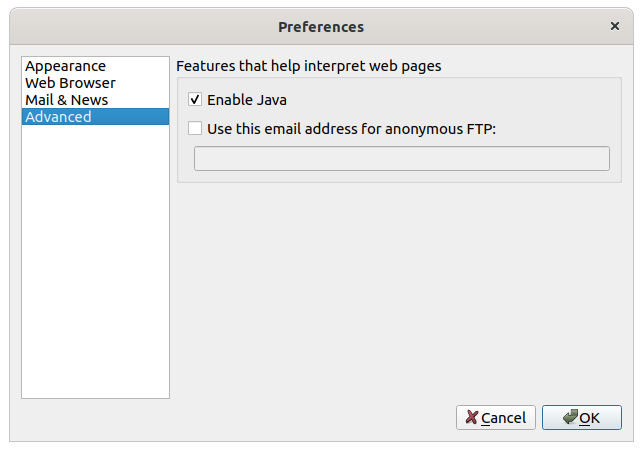 Preferences
Appearance
Web Browser
Mail & News
Advanced
Features that help interpret web pages
Enable Java
Use this email address for anonymous FTP:
Cancel
OK